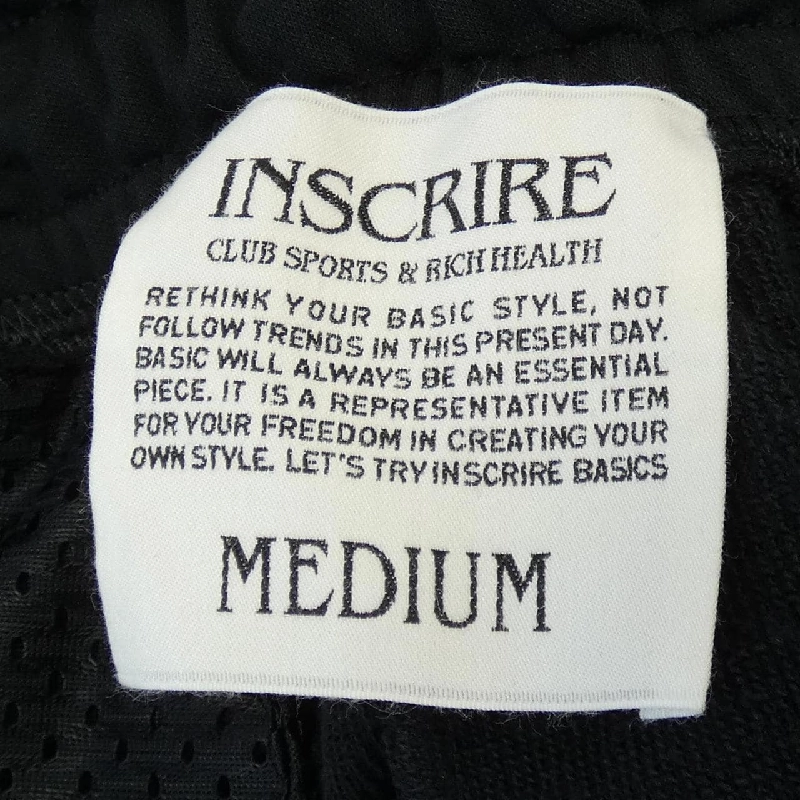 INSCRIRE
CLUB SPORTS & RICH HEALTH
RETHINK YOUR BASIC STYLE, NOT
FOLLOW TRENDS IN THIS PRESENT DAY.
BASIC WILL ALWAYS BE AN ESSENTIAL
PIECE. IT IS A REPRESENTATIVE ITEM
FOR YOUR FREEDOM IN CREATING YOUR
OWN STYLE. LET'S TRY INSCRIRE BASICS
MEDIUM